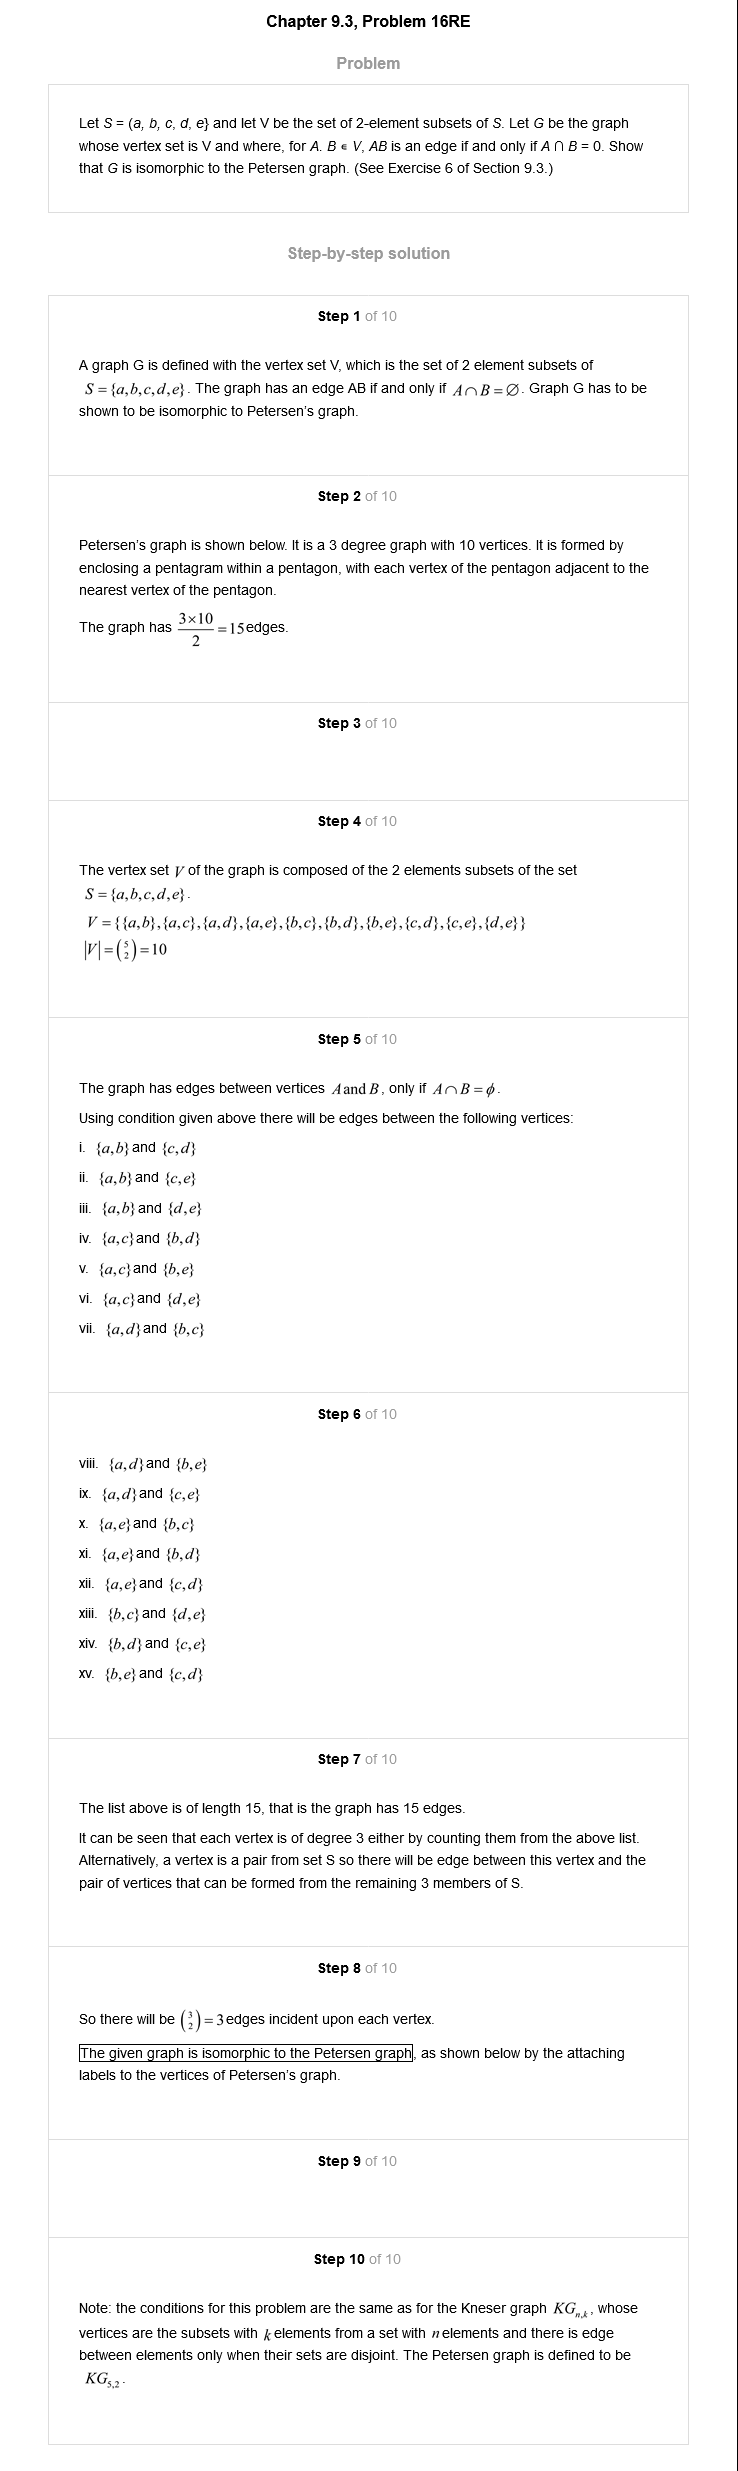 Chapter 9.3, Problem 16RE
Problem
Let S = (a, b, c, d, e} and let V be the set of 2-element subsets of S. Let G be the graph
whose vertex set is V and where, for A. B ∊ V, AB is an edge if and only if A ∩ B = 0. Show
that G is isomorphic to the Petersen graph. (See Exercise 6 of Section 9.3.)
Step-by-step solution
Step 1 of 10
A graph G is defined with the vertex set V, which is the set of 2 element subsets of
S = {a,b,c,d,e}. The graph has an edge AB if and only if A∩B=∅. Graph G has to be
shown to be isomorphic to Petersen's graph.
Step 2 of 10
Petersen's graph is shown below. It is a 3 degree graph with 10 vertices. It is formed by
enclosing a pentagram within a pentagon, with each vertex of the pentagon adjacent to the
nearest vertex of the pentagon.
The graph has 3×10/2 = 15 edges.
Step 3 of 10
Step 4 of 10
The vertex set V of the graph is composed of the 2 elements subsets of the set
S = {a,b,c,d,e}.
V = {{a,b},{a,c},{a,d},{a,e},{b,c},{b,d},{b,e},{c,d},{c,e},{d,e}}
|V| = (5 2) = 10
Step 5 of 10
The graph has edges between vertices A and B, only if A∩B=ϕ.
Using condition given above there will be edges between the following vertices:
i. {a,b} and {c,d}
ii. {a,b} and {c,e}
iii. {a,b} and {d,e}
iv. {a,c} and {b,d}
v. {a,c} and {b,e}
vi. {a,c} and {d,e}
vii. {a,d} and {b,c}
Step 6 of 10
viii. {a,d} and {b,e}
ix. {a,d} and {c,e}
x. {a,e} and {b,c}
xi. {a,e} and {b,d}
xii. {a,e} and {c,d}
xiii. {b,c} and {d,e}
xiv. {b,d} and {c,e}
xv. {b,e} and {c,d}
Step 7 of 10
The list above is of length 15, that is the graph has 15 edges.
It can be seen that each vertex is of degree 3 either by counting them from the above list.
Alternatively, a vertex is a pair from set S so there will be edge between this vertex and the
pair of vertices that can be formed from the remaining 3 members of S.
Step 8 of 10
So there will be (3 2) = 3 edges incident upon each vertex.
The given graph is isomorphic to the Petersen graph, as shown below by the attaching
labels to the vertices of Petersen's graph.
Step 9 of 10
Step 10 of 10
Note: the conditions for this problem are the same as for the Kneser graph KGn,k, whose
vertices are the subsets with k elements from a set with n elements and there is edge
between elements only when their sets are disjoint. The Petersen graph is defined to be
KG5,2.